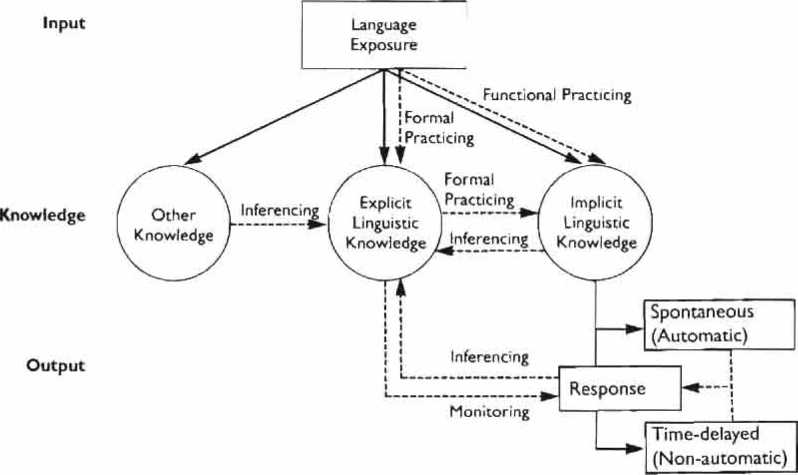 Input
Language
Exposure
Functional Practicing
Formal
Practicing
Knowledge
Other
Knowledge
Inferencing
Explicit
Linguistic
Knowledge
Formal
Practicing
Inferencing
Implicit
Linguistic
Knowledge
Output
Inferencing
Monitoring
Response
Spontaneous
(Automatic)
Time-delayed
(Non-automatic)